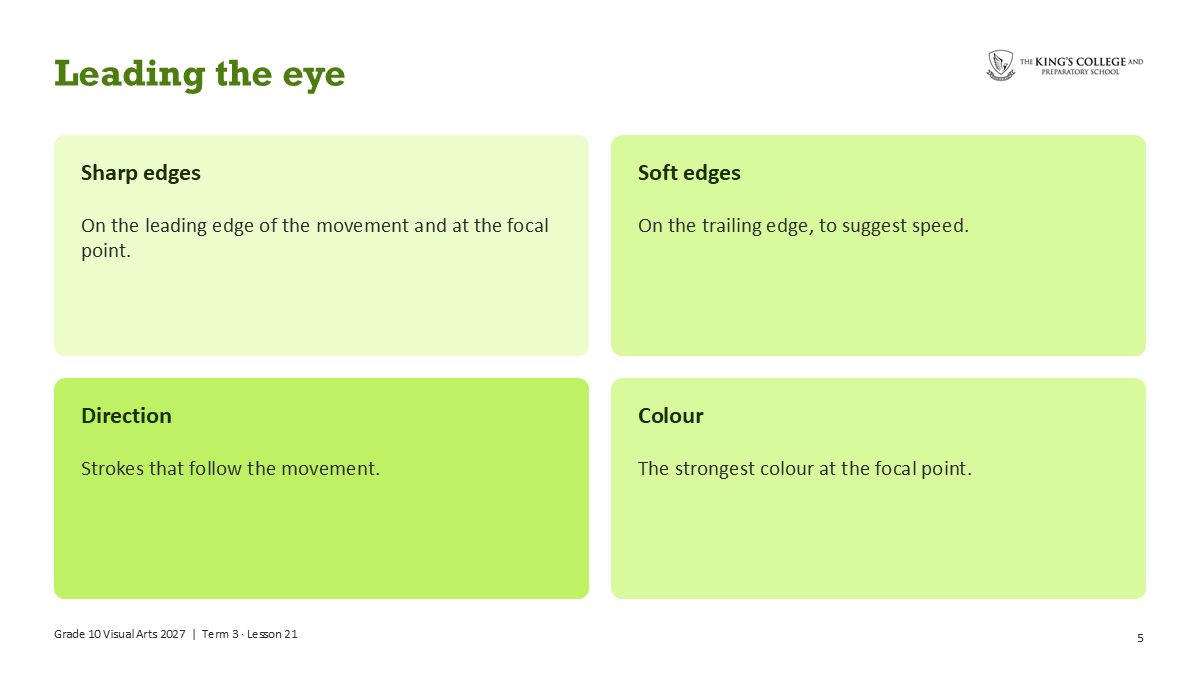 Leading the eye
THE KING'S COLLEGE AND
PREPARATORY SCHOOL
Sharp edges
On the leading edge of the movement and at the focal
point.
Soft edges
On the trailing edge, to suggest speed.
Direction
Strokes that follow the movement.
Colour
The strongest colour at the focal point.
Grade 10 Visual Arts 2027 | Term 3 · Lesson 21
5